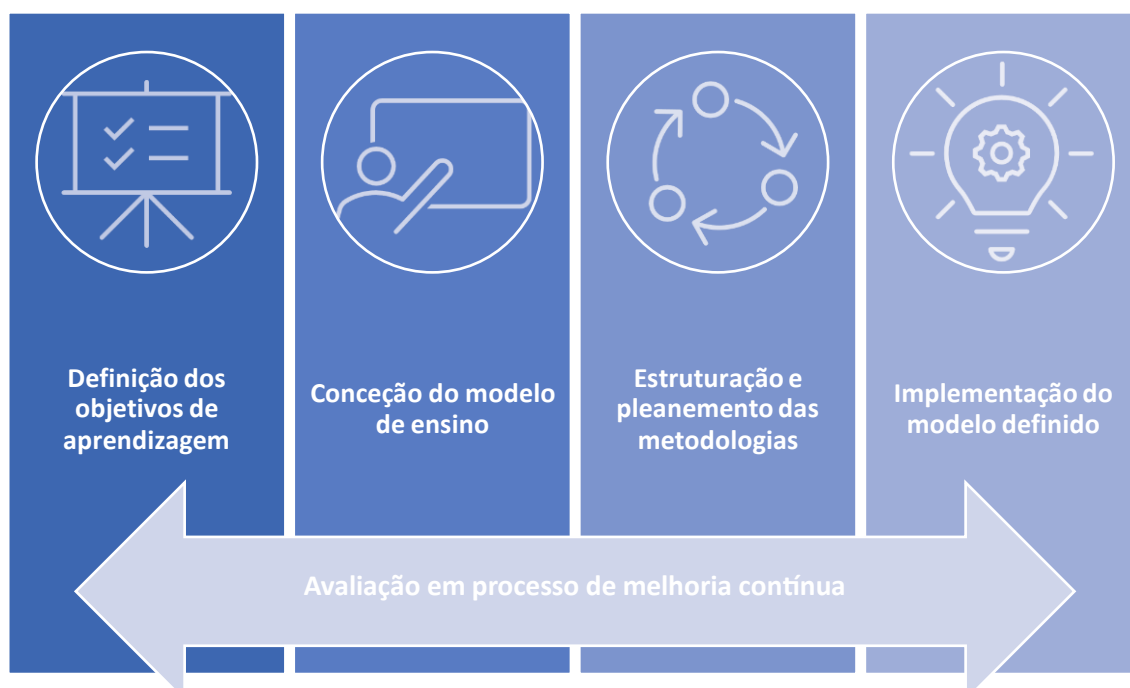 Definição dos
objetivos de
aprendizagem
Conceção do modelo
de ensino
Estruturação e
pleanemento das
metodologias
Implementação do
modelo definido
Avaliação em processo de melhoria contínua